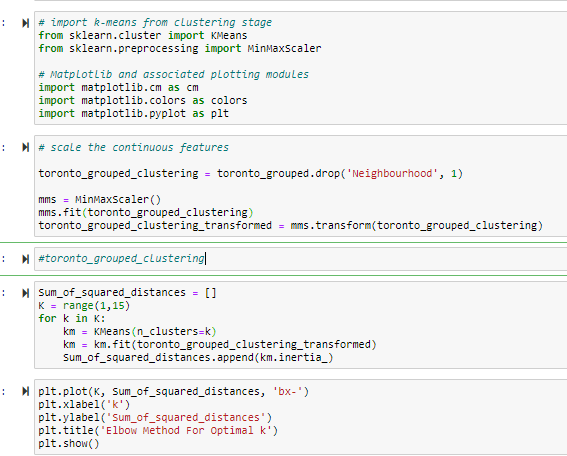 : # import k-means from clustering stage
from sklearn.cluster import KMeans
from sklearn.preprocessing import MinMaxScaler
# Matplotlib and associated plotting modules
import matplotlib.cm as cm
import matplotlib.colors as colors
import matplotlib.pyplot as plt
: # scale the continuous features
toronto_grouped_clustering = toronto_grouped.drop('Neighbourhood', 1)
mms = MinMaxScaler()
mms.fit(toronto_grouped_clustering)
toronto_grouped_clustering_transformed = mms.transform(toronto_grouped_clustering)
: #toronto_grouped_clustering
: Sum_of_squared_distances = []
K = range(1,15)
for k in K:
    km = KMeans(n_clusters=k)
    km = km.fit(toronto_grouped_clustering_transformed)
    Sum_of_squared_distances.append(km.inertia_)
: plt.plot(K, Sum_of_squared_distances, 'bx-')
plt.xlabel('k')
plt.ylabel('Sum_of_squared_distances')
plt.title('Elbow Method For Optimal k')
plt.show()